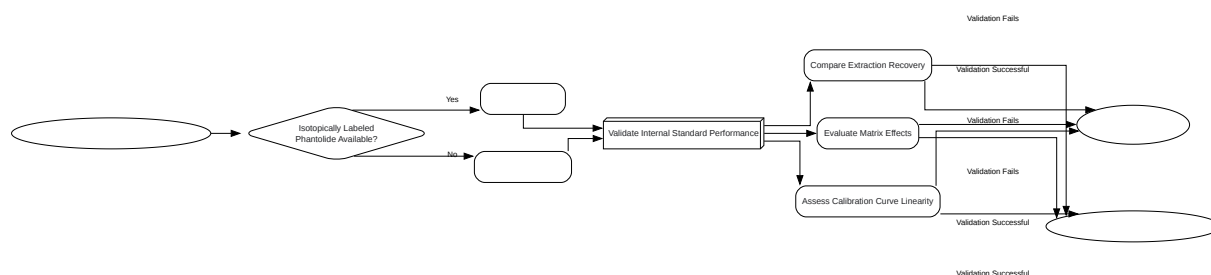 Validation Fails
Compare Extraction Recovery
Validation Successful
Yes
Isotopically Labeled
Phantolide Available?
Validate Internal Standard Performance
Evaluate Matrix Effects
Validation Fails
No
Validation Fails
Assess Calibration Curve Linearity
Validation Successful
Validation Successful